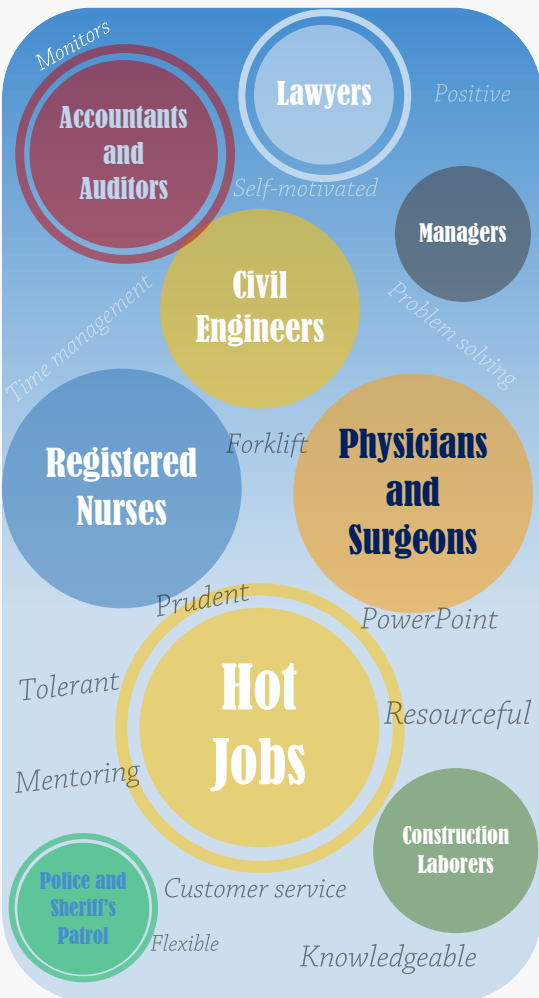 Monitors
Accountants
and
Auditors
Lawyers
Positive
Self-motivated
Managers
Civil
Engineers
Time management
Problem solving
Registered
Nurses
Forklift
Physicians
and
Surgeons
Prudent
PowerPoint
Hot
Jobs
Tolerant
Resourceful
Mentoring
Construction
Laborers
Police and
Sheriff's
Patrol
Customer service
Flexible
Knowledgeable